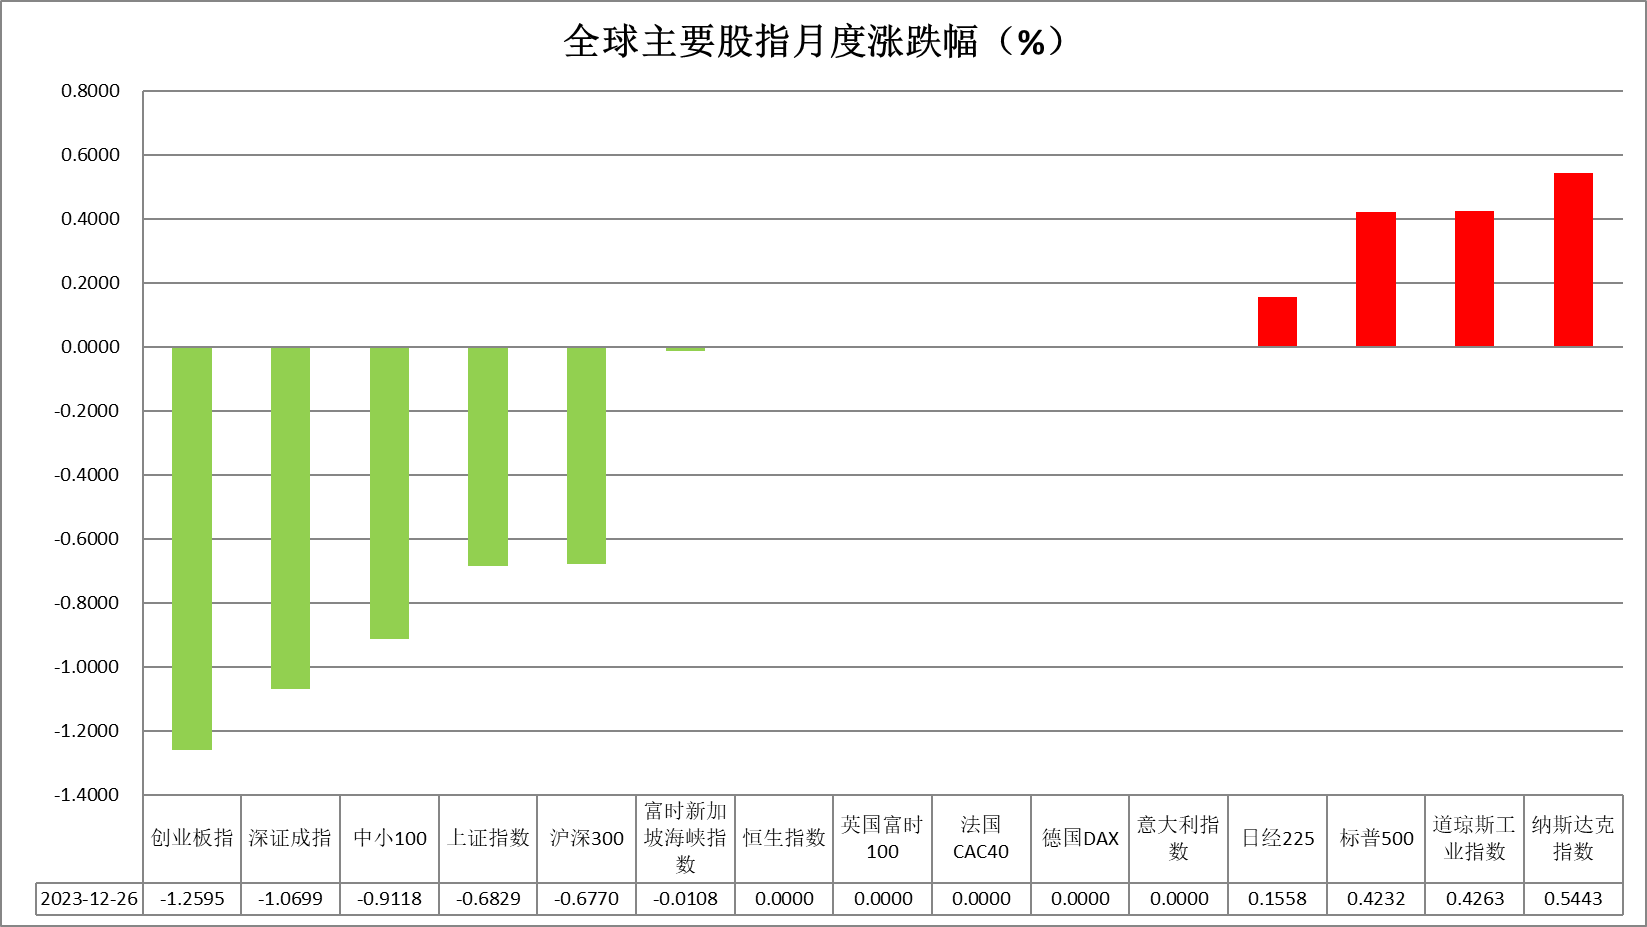 全球主要股指月度涨跌幅（%）
0.8000
0.6000
0.4000
0.2000
0.0000
-0.2000
-0.4000
-0.6000
-0.8000
-1.0000
-1.2000
-1.4000
创业板指
深证成指
中小100
上证指数
沪深300
富时新加
坡海峡指
数
恒生指数
英国富时
100
法国
CAC40
德国DAX
意大利指
数
日经225
标普500
道琼斯工
业指数
纳斯达克
指数
2023-12-26 -1.2595 -1.0699 -0.9118 -0.6829 -0.6770 -0.0108 0.0000 0.0000 0.0000 0.0000 0.0000 0.1558 0.4232 0.4263 0.5443